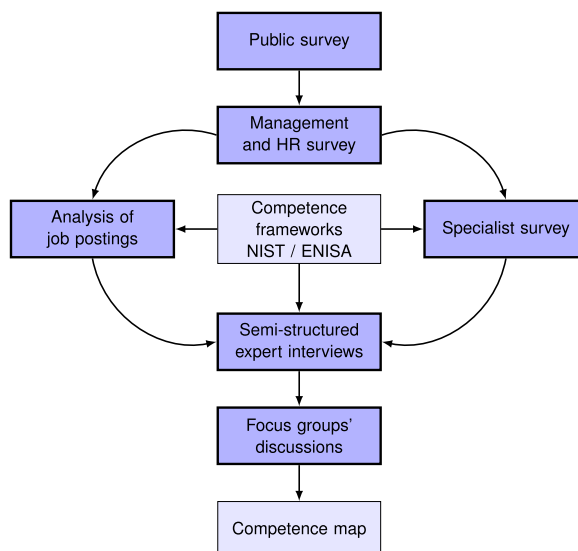 Public survey
Management
and HR survey
Analysis of
job postings
Competence
frameworks
NIST / ENISA
Specialist survey
Semi-structured
expert interviews
Focus groups'
discussions
Competence map